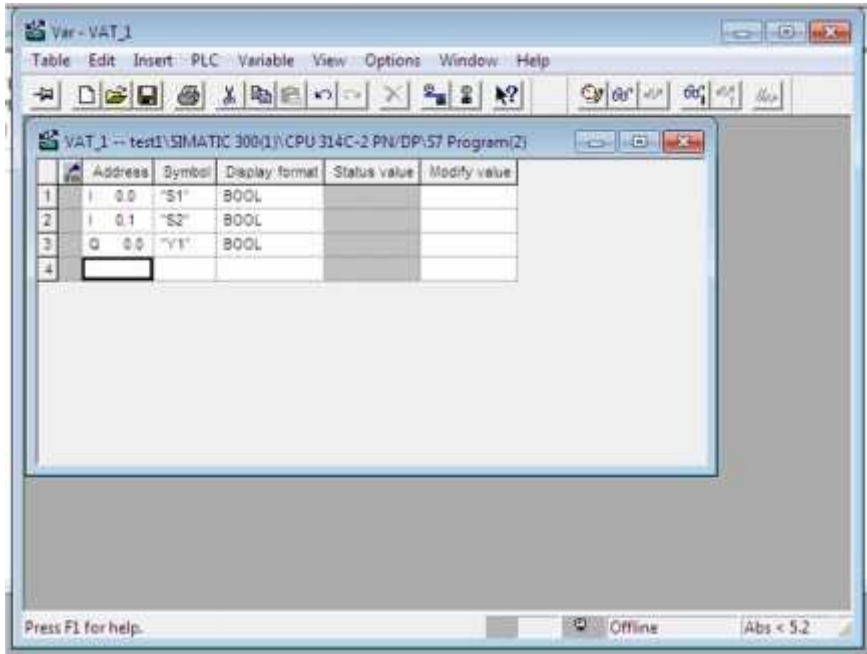 Var - VAT_1
Table Edit Insert PLC Variable View Options Window Help
VAT_1 -- test1\SIMATIC 300(1)\CPU 314C-2 PN/DP\S7 Program(2)
Address Symbol Display format Status value Modify value
1 I 0.0 "S1" BOOL
2 I 0.1 "S2" BOOL
3 Q 0.0 "Y1" BOOL
4
Press F1 for help.
Offline
Abs < 5.2